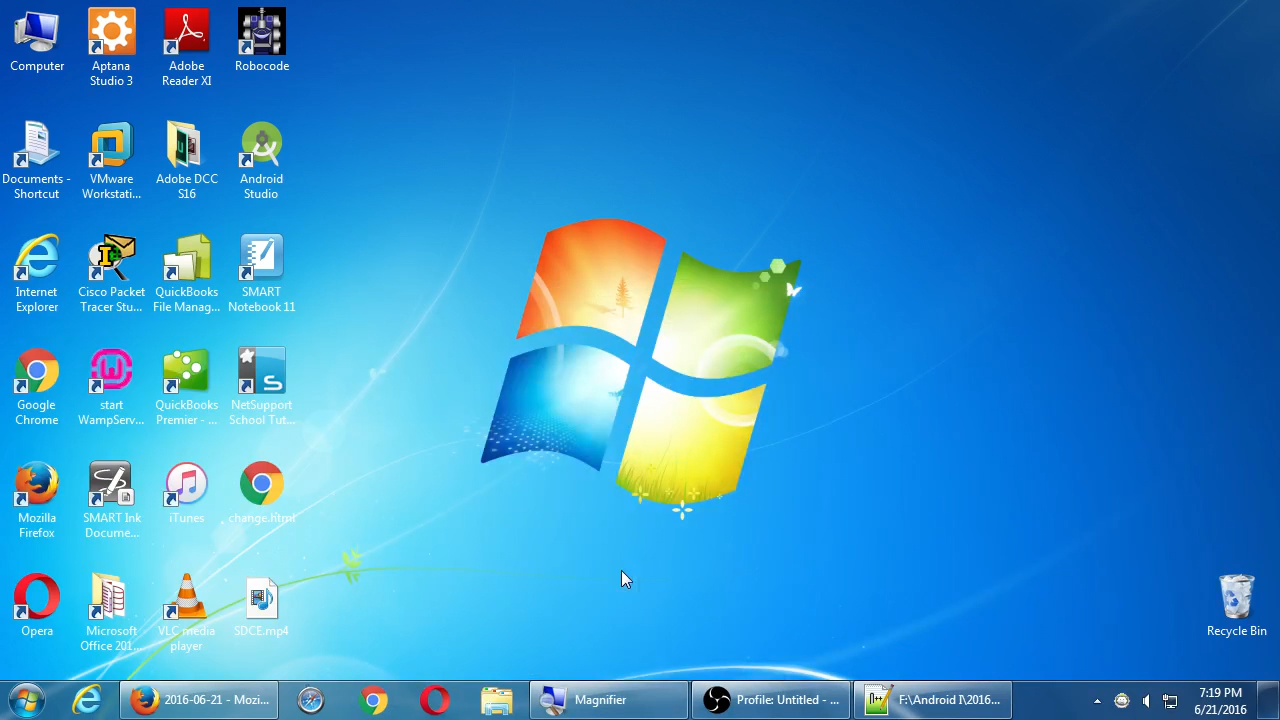 Computer
Aptana
Studio 3
Adobe
Reader XI
Robocode
Documents -
Shortcut
VMware
Workstati...
Adobe DCC
S16
Android
Studio
Internet
Explorer
Cisco Packet
Tracer Stu...
QuickBooks
File Manag...
SMART
Notebook 11
Google
Chrome
start
WampServ...
QuickBooks
Premier - ...
NetSupport
School Tut...
Mozilla
Firefox
SMART Ink
Docume...
iTunes
change.html
Opera
Microsoft
Office 201...
VLC media
player
SDCE.mp4
Recycle Bin
2016-06-21 - Mozi...
Magnifier
Profile: Untitled - ...
F:\Android I\2016...
7:19 PM
6/21/2016